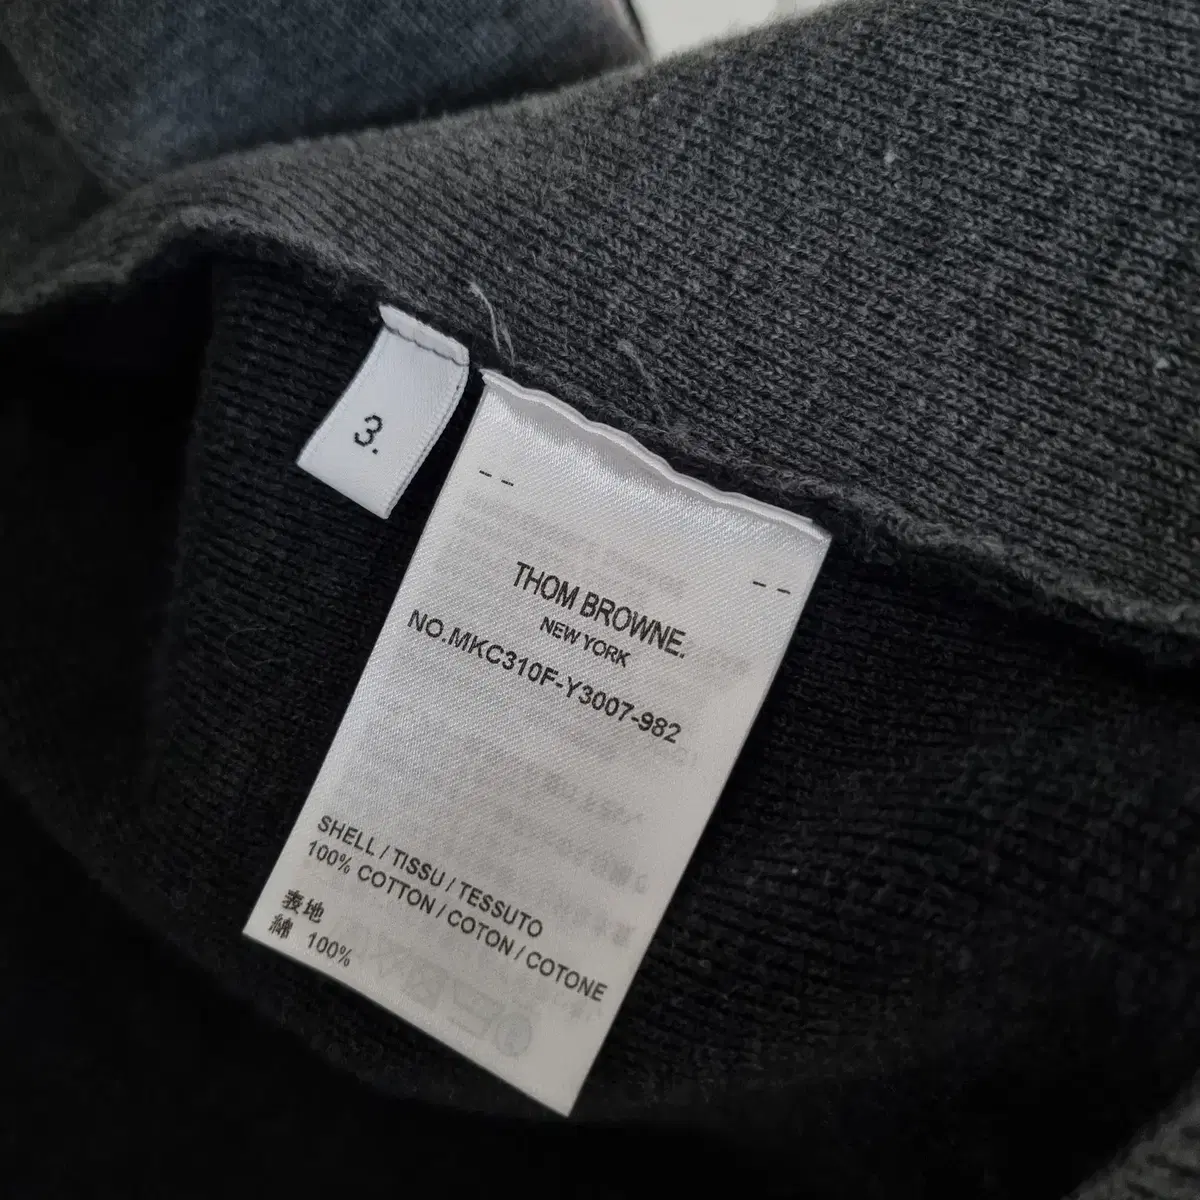 3.
THOM BROWNE.
NEW YORK
NO.MKC310F-Y3007-982
SHELL / TISSU / TESSUTO
100% COTTON / COTON / COTONE
表地
綿 100%